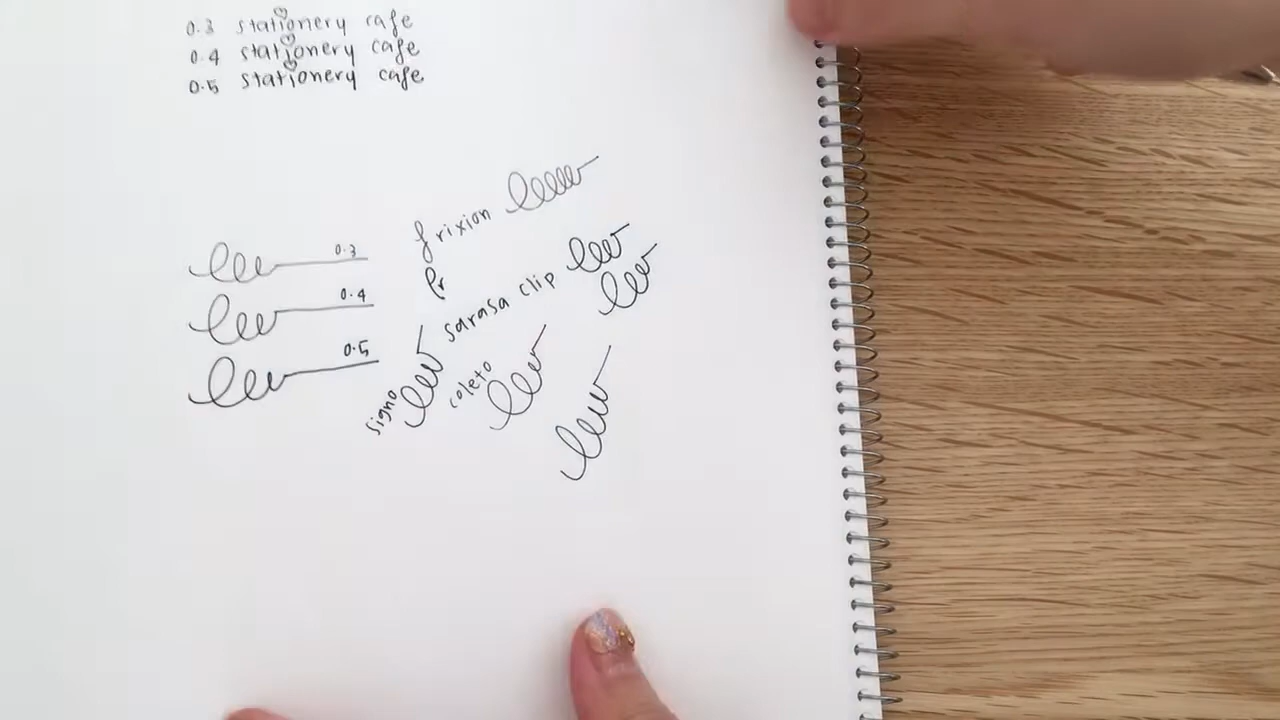 0.3 stationery cafe
0.4 stationery cafe
0.5 stationery cafe
frixion
0.3
Pr
sarasa clip
0.4
0.5
coleto
signo